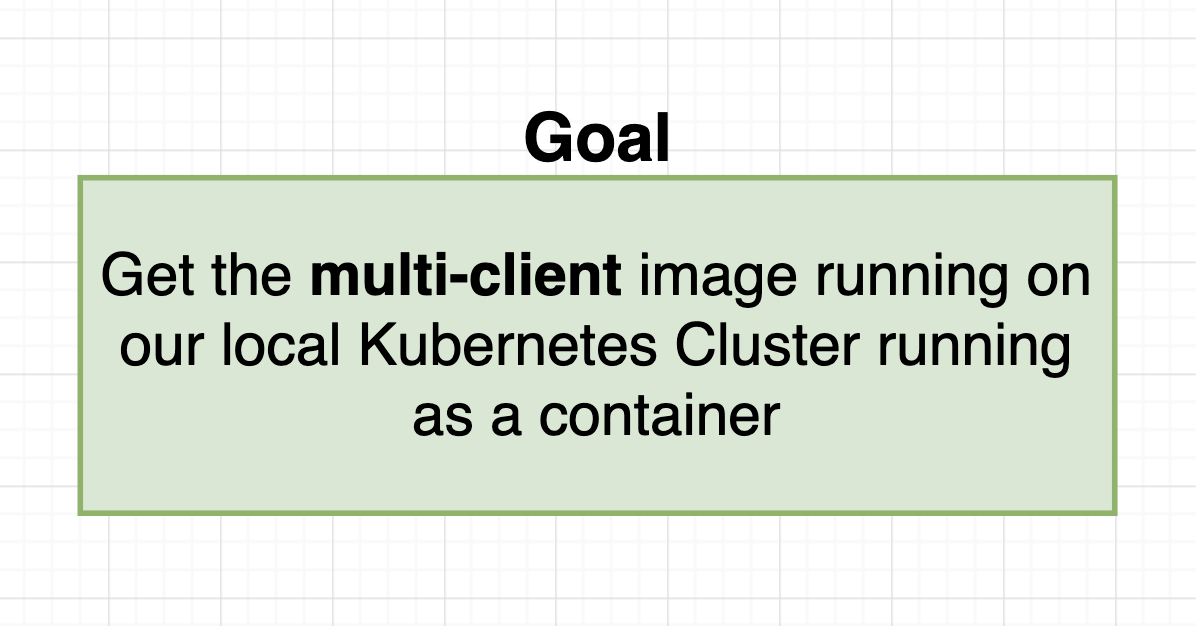 Goal
Get the multi-client image running on
our local Kubernetes Cluster running
as a container